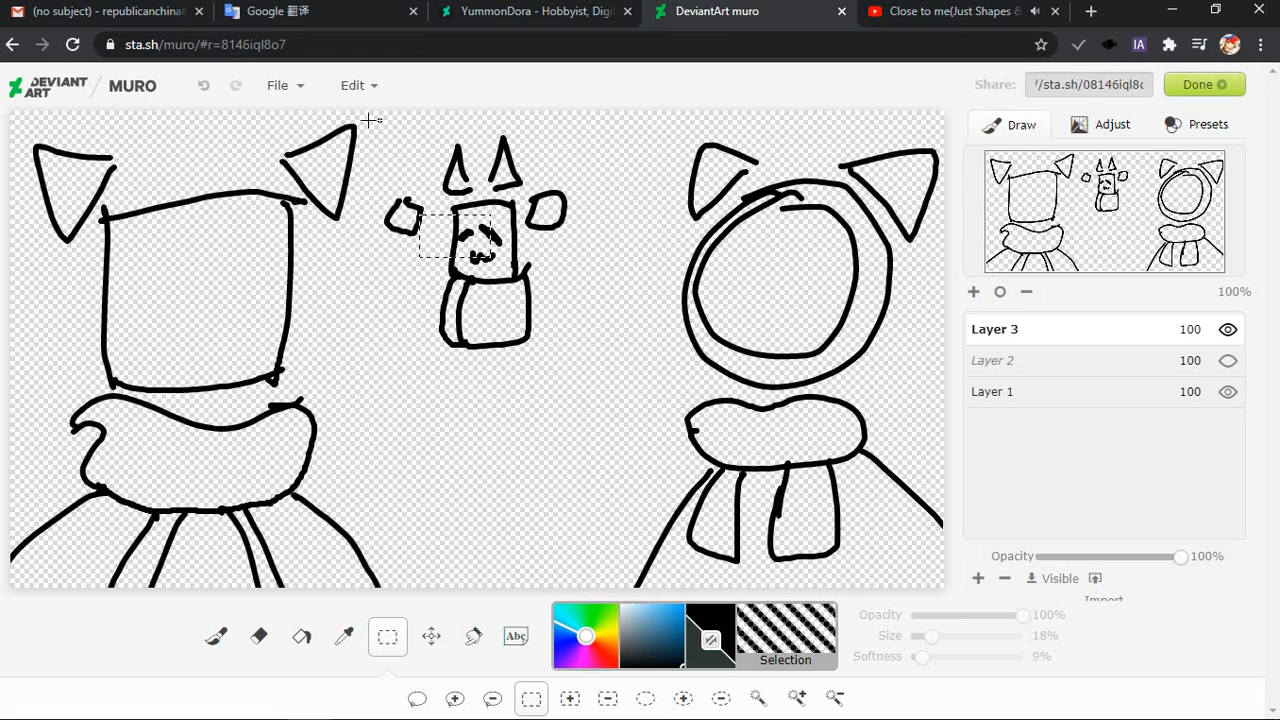 (no subject) - republicanchina
Google 翻译
YummonDora - Hobbyist, Digi
DeviantArt muro
Close to me(Just Shapes &
sta.sh/muro/#r=8146iql8o7
IA
DEVIANT ART
MURO
File
Edit
Share:
//sta.sh/08146iql8c
Done
Draw
Adjust
Presets
100%
Layer 3
100
Layer 2
100
Layer 1
100
Opacity
100%
Visible
Import
Abc
Selection
Opacity
100%
Size
18%
Softness
9%